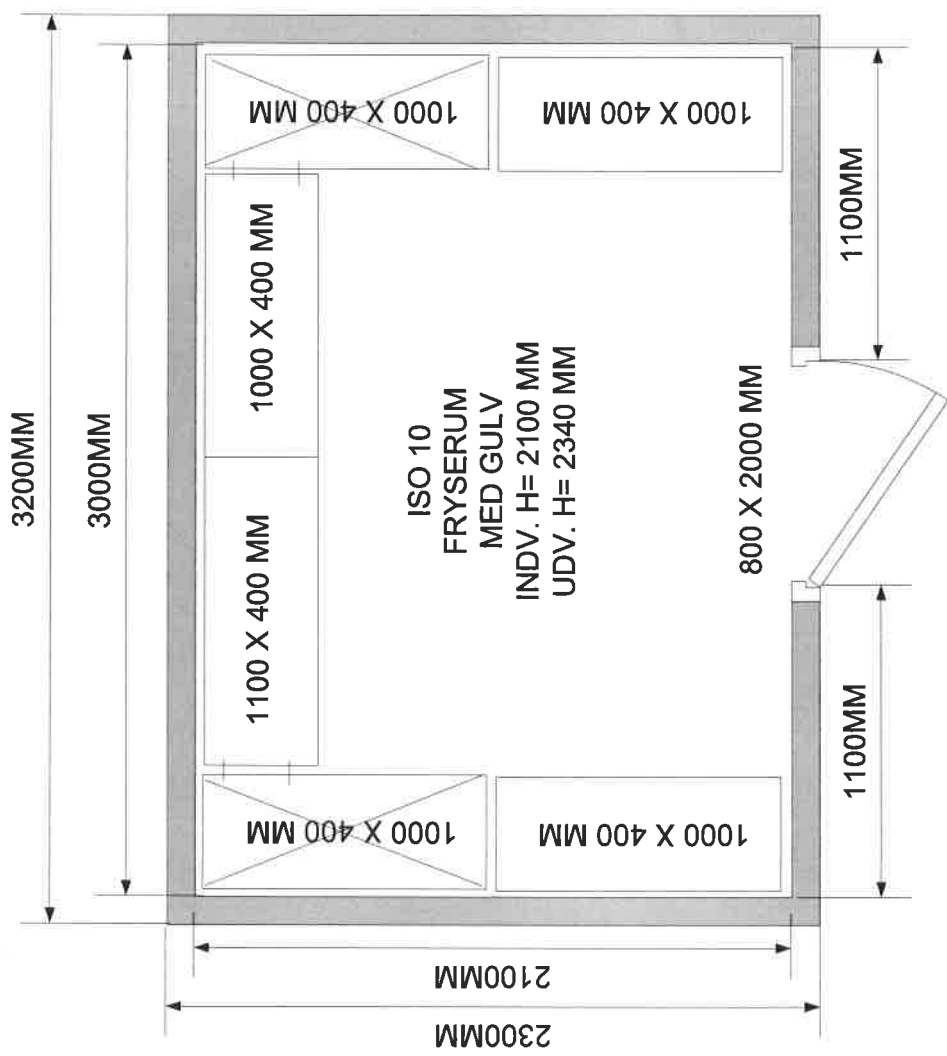 3200MM
3000MM
1000 X 400 MM
1000 X 400 MM
1000 X 400 MM
1100 X 400 MM
ISO 10
FRYSERUM
MED GULV
INDV. H= 2100 MM
UDV. H= 2340 MM
800 X 2000 MM
1100MM
1000 X 400 MM
1000 X 400 MM
1100MM
2100MM
2300MM